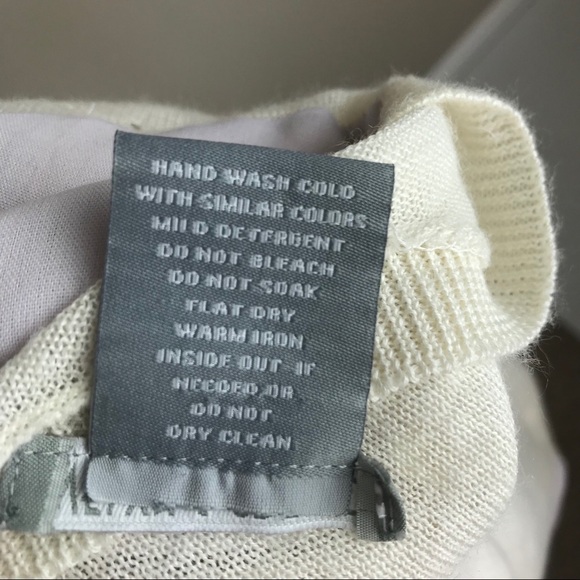 HAND WASH COLD
WITH SIMILAR COLORS
MILD DETERGENT
DO NOT BLEACH
DO NOT SOAK
FLAT DRY
WARM IRON
INSIDE OUT IF
NEEDED OR
DO NOT
DRY CLEAN